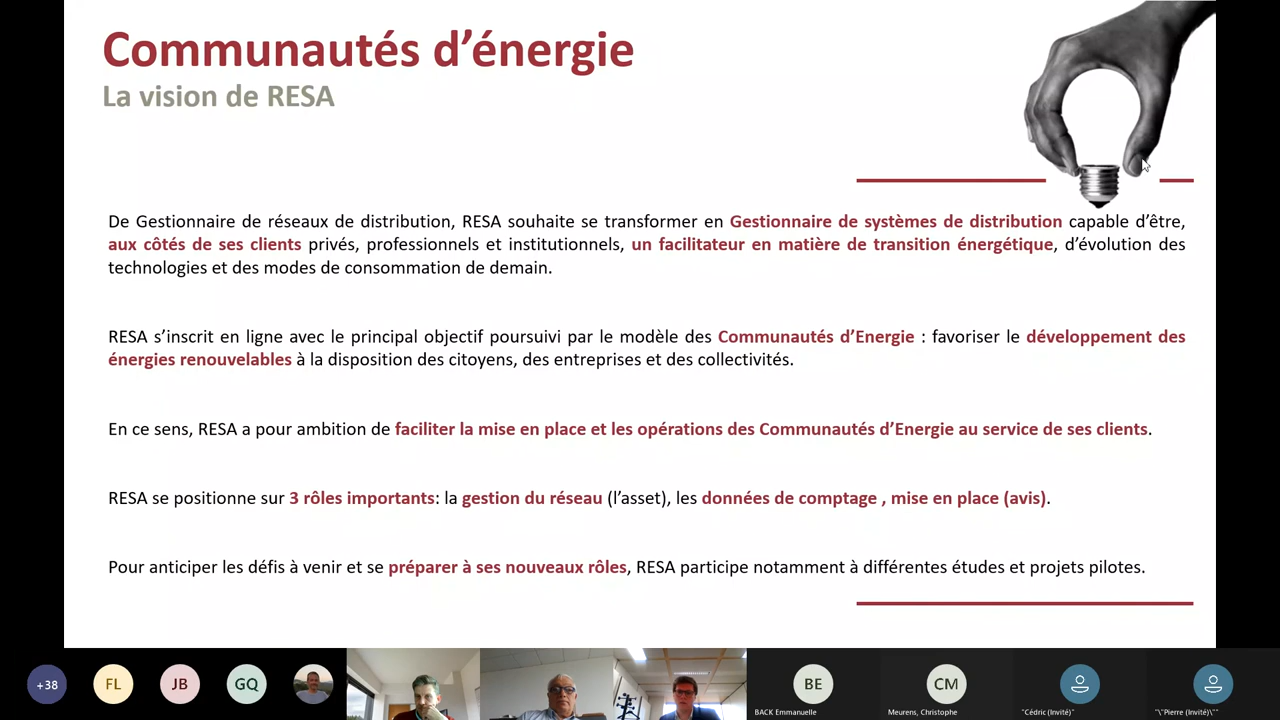 Communautés d’énergie
La vision de RESA
De Gestionnaire de réseaux de distribution, RESA souhaite se transformer en Gestionnaire de systèmes de distribution capable d’être,
aux côtés de ses clients privés, professionnels et institutionnels, un facilitateur en matière de transition énergétique, d’évolution des
technologies et des modes de consommation de demain.
RESA s’inscrit en ligne avec le principal objectif poursuivi par le modèle des Communautés d’Energie : favoriser le développement des
énergies renouvelables à la disposition des citoyens, des entreprises et des collectivités.
En ce sens, RESA a pour ambition de faciliter la mise en place et les opérations des Communautés d’Energie au service de ses clients.
RESA se positionne sur 3 rôles importants: la gestion du réseau (l’asset), les données de comptage , mise en place (avis).
Pour anticiper les défis à venir et se préparer à ses nouveaux rôles, RESA participe notamment à différentes études et projets pilotes.
+38 FL JB GQ BE CM
BACK Emmanuelle Meurens, Christophe "Cédric (Invité)" "\"Pierre (Invité)\""